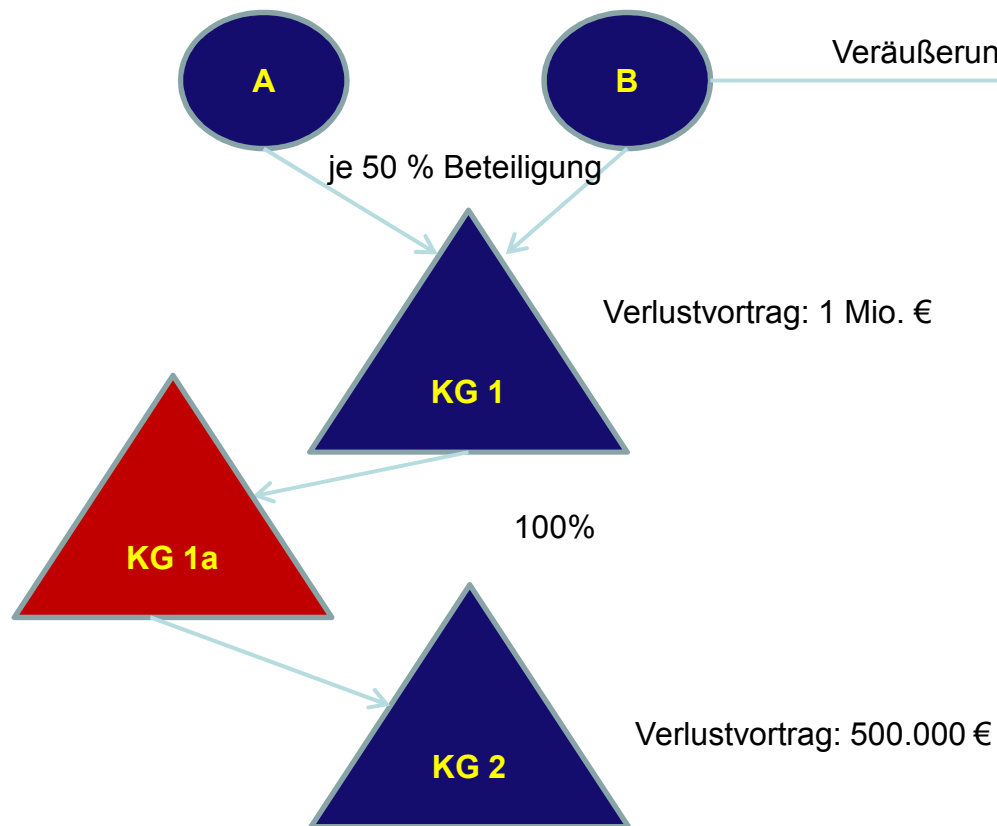 A
B
Veräußerun
je 50 % Beteiligung
Verlustvortrag: 1 Mio. €
KG 1
100%
KG 1a
Verlustvortrag: 500.000 €
KG 2